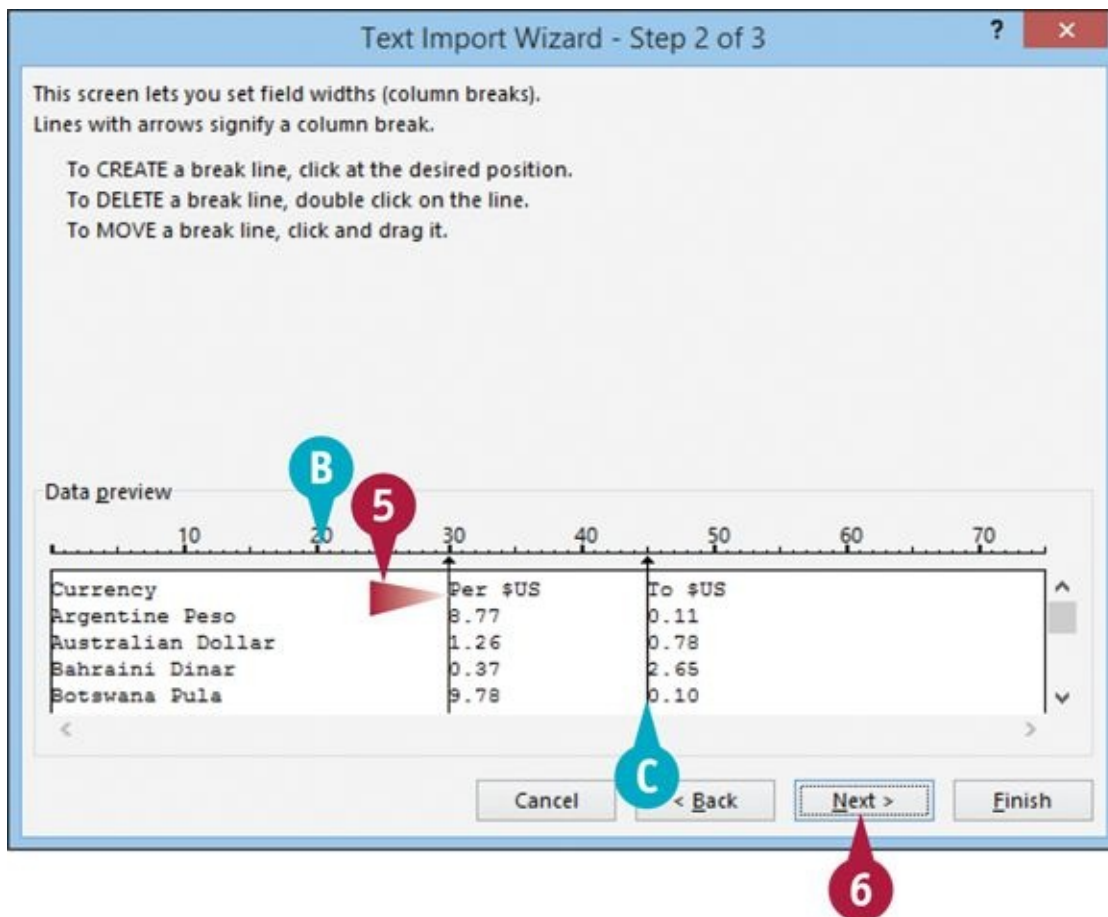 Text Import Wizard - Step 2 of 3 ? ×
This screen lets you set field widths (column breaks).
Lines with arrows signify a column break.
To CREATE a break line, click at the desired position.
To DELETE a break line, double click on the line.
To MOVE a break line, click and drag it.
B
Data preview
5
10 20 30 40 50 60 70
Currency Per $US To $US
Argentine Peso 8.77 0.11
Australian Dollar 1.26 0.78
Bahraini Dinar 0.37 2.65
Botswana Pula 9.78 0.10
C
Cancel < Back Next > Finish
6